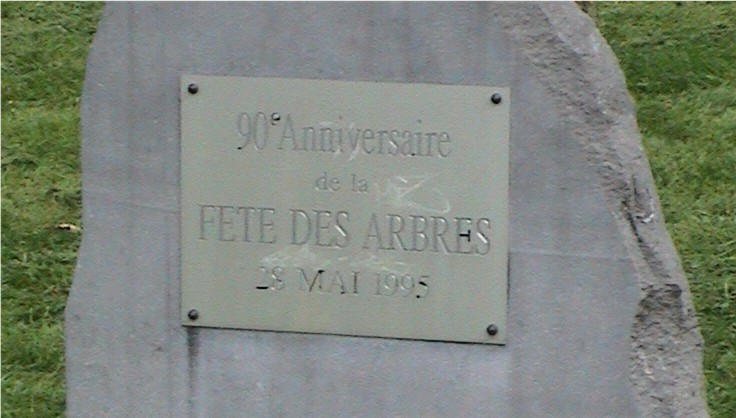 90e Anniversaire
de la
FETE DES ARBRES
28 MAI 1995